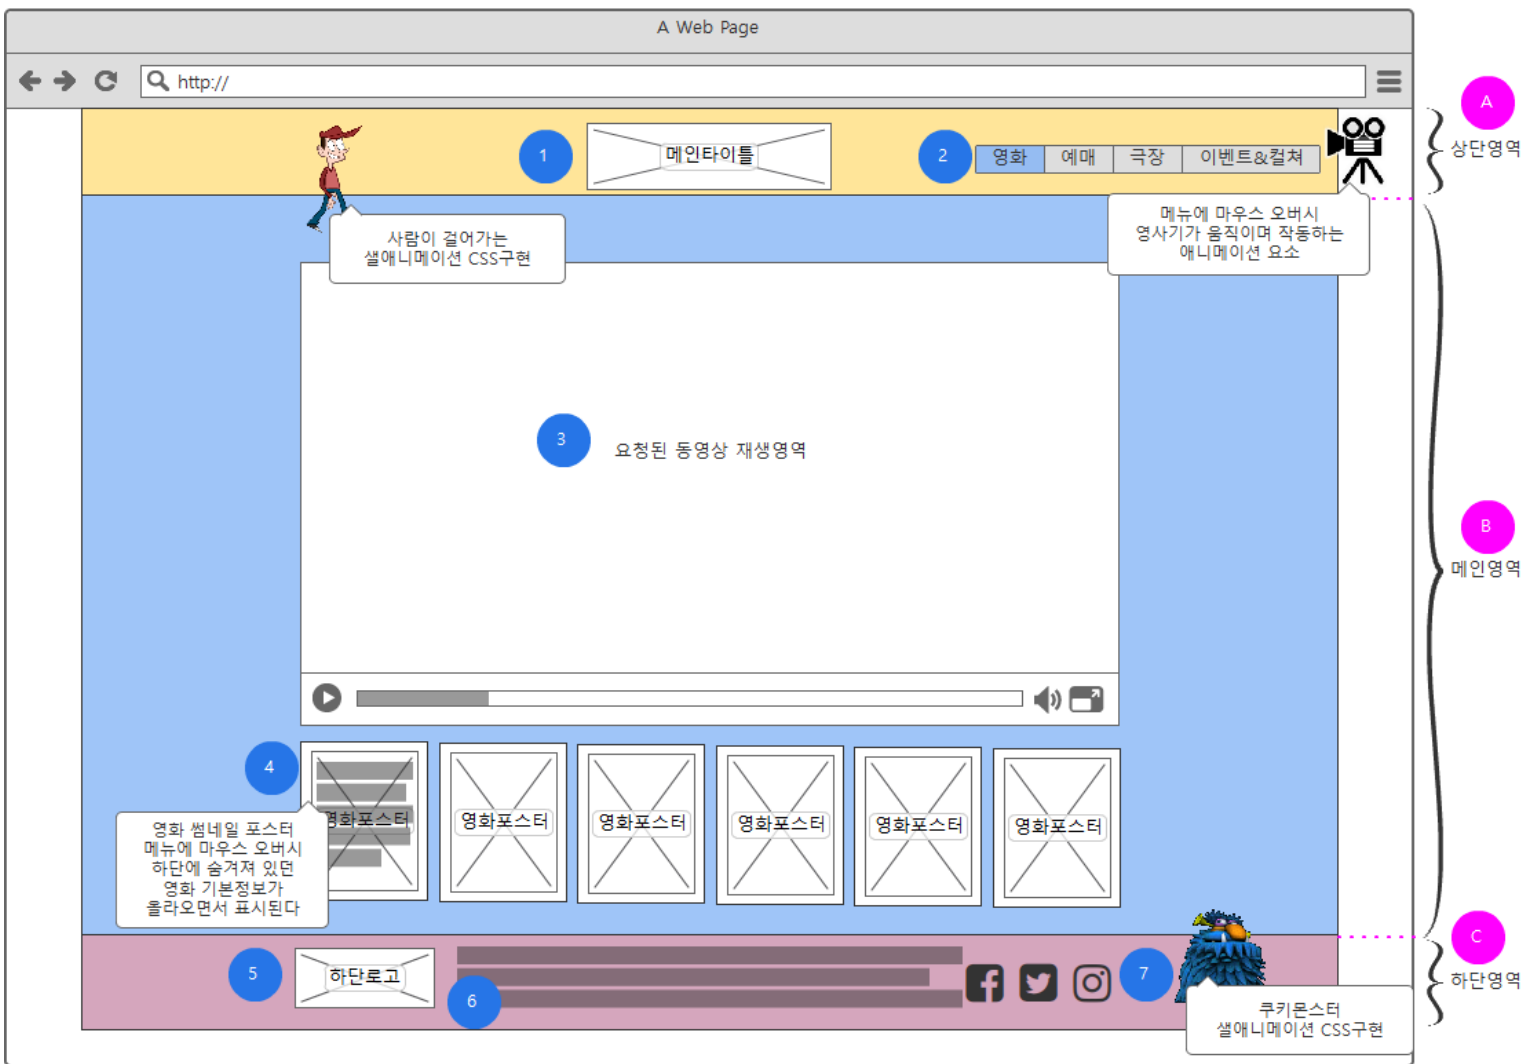 A Web Page
http://
A
상단영역
1
메인타이틀
2
영화
예매
극장
이벤트&컬쳐
사람이 걸어가는
샐애니메이션 CSS구현
메뉴에 마우스 오버시
영사기가 움직이며 작동하는
애니메이션 요소
3
요청된 동영상 재생영역
B
메인영역
4
영화포스터
영화포스터
영화포스터
영화포스터
영화포스터
영화포스터
영화 썸네일 포스터
메뉴에 마우스 오버시
하단에 숨겨져 있던
영화 기본정보가
올라오면서 표시된다
C
하단영역
5
하단로고
6
7
쿠키몬스터
샐애니메이션 CSS구현